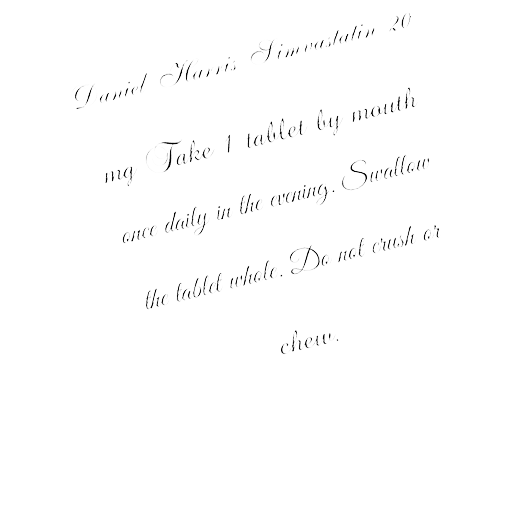 Daniel Harris Simvastatin 20
mg Take 1 tablet by mouth
once daily in the evening. Swallow
the tablet whole. Do not crush or
chew.